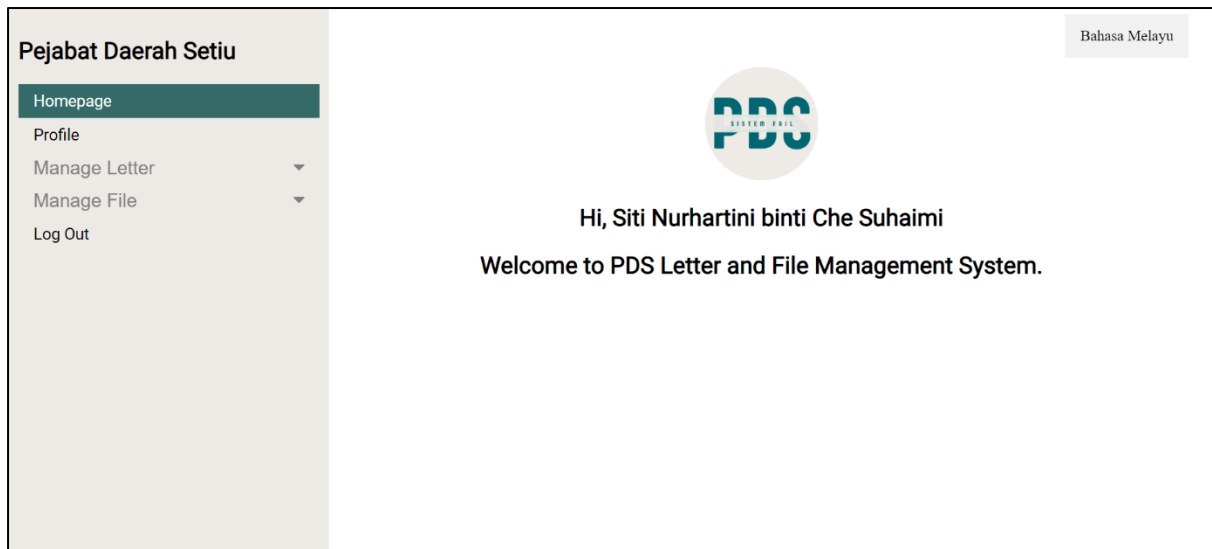 Pejabat Daerah Setiu
Homepage
Profile
Manage Letter
Manage File
Log Out
Bahasa Melayu
PDS
SISTEM FAIL
Hi, Siti Nurhartini binti Che Suhaimi
Welcome to PDS Letter and File Management System.